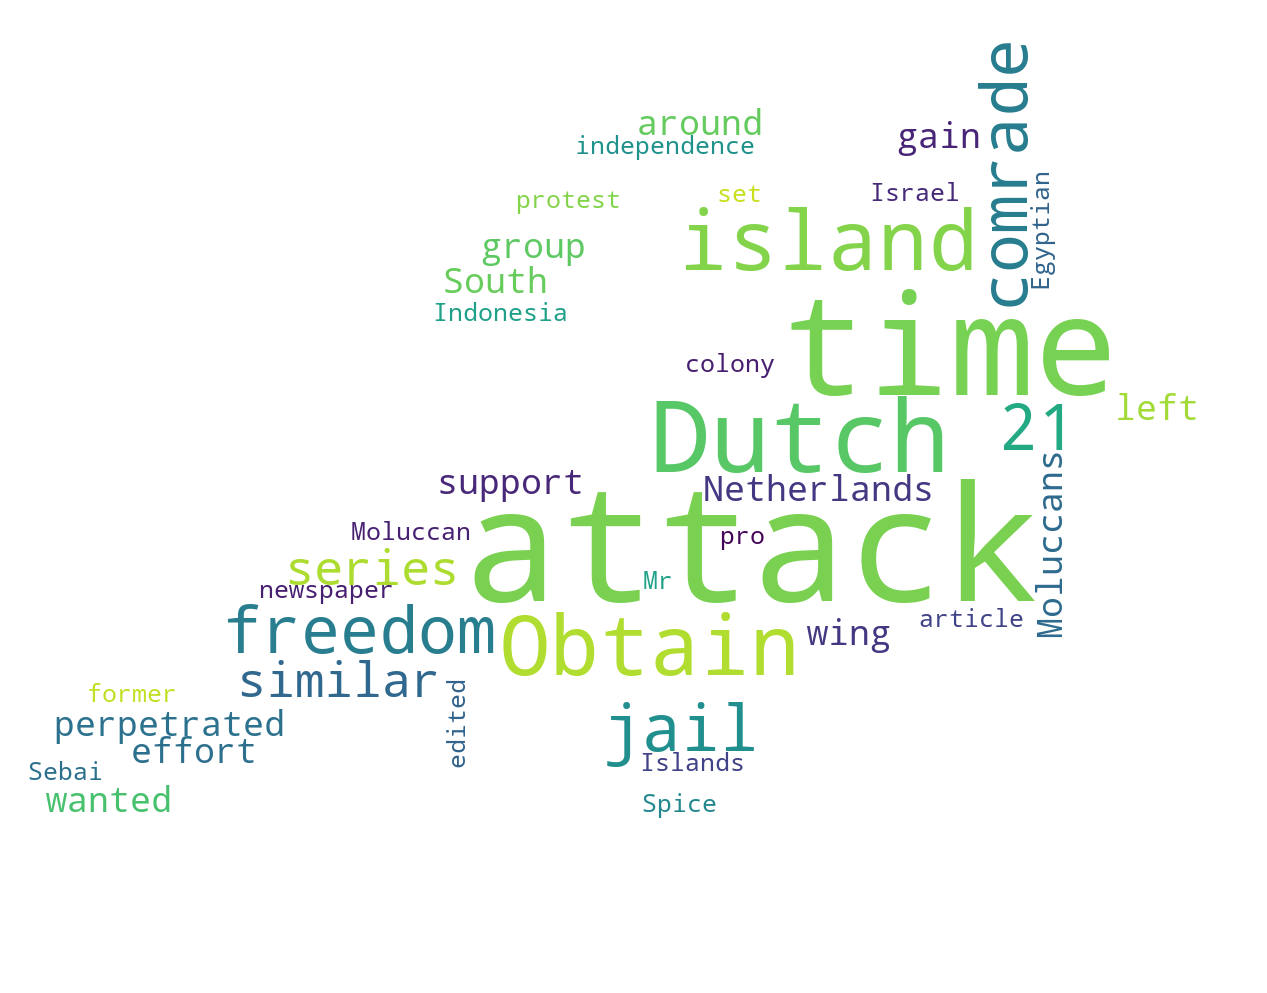 comrade
around
gain
independence
Israel
Egyptian
set
protest
island
group
South
time
Indonesia
colony
left
Dutch
21
Moluccans
support
Netherlands
attack
Moluccan
pro
series
Mr
newspaper
freedom
Obtain
wing
article
similar
edited
former
jail
perpetrated
effort
Islands
Sebai
wanted
Spice